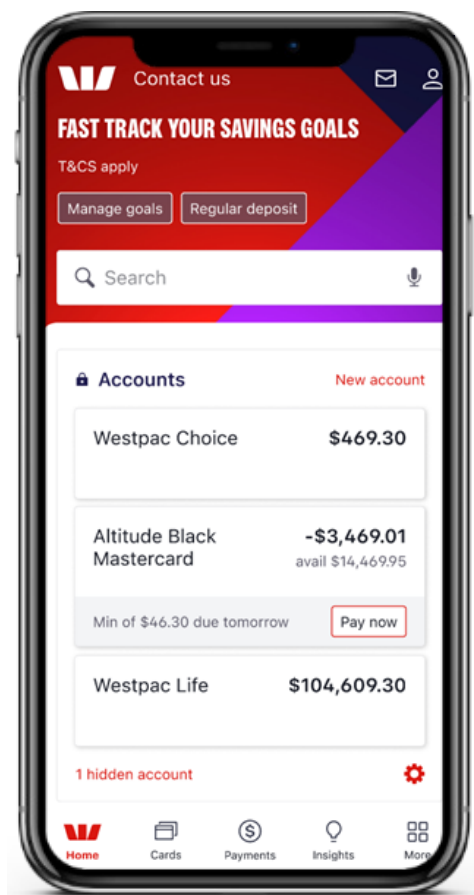 Contact us
FAST TRACK YOUR SAVINGS GOALS
T&CS apply
Manage goals Regular deposit
Search
Accounts New account
Westpac Choice $469.30
Altitude Black -$3,469.01
Mastercard avail $14,469.95
Min of $46.30 due tomorrow Pay now
Westpac Life $104,609.30
1 hidden account
Home Cards Payments Insights More